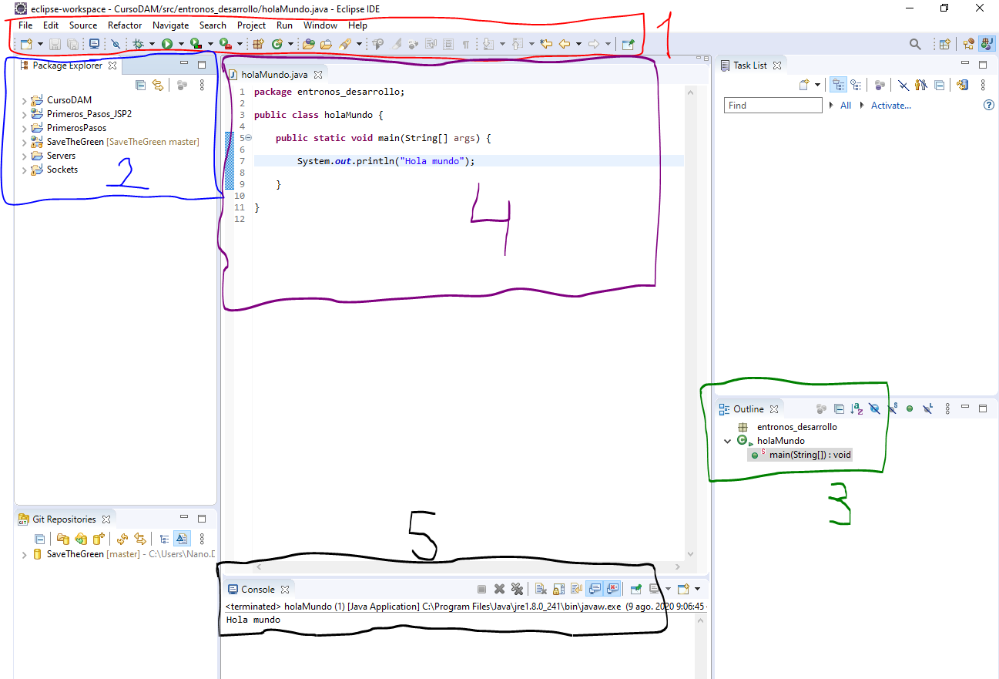 eclipse-workspace - CursoDAM/src/entronos_desarrollo/holaMundo.java - Eclipse IDE
File Edit Source Refactor Navigate Search Project Run Window Help
1
Package Explorer
CursoDAM
Primeros_Pasos_JSP2
PrimerosPasos
SaveTheGreen [SaveTheGreen master]
Servers
Sockets
2
holaMundo.java
1 package entronos_desarrollo;
2
3 public class holaMundo {
4
5 public static void main(String[] args) {
6
7 System.out.println("Hola mundo");
8
9 }
10
11 }
12
4
Task List
Find All Activate...
Outline
entronos_desarrollo
holaMundo
main(String[]) : void
3
Git Repositories
SaveTheGreen [master] - C:\Users\Nano.D
5
Console
<terminated> holaMundo (1) [Java Application] C:\Program Files\Java\jre1.8.0_241\bin\javaw.exe (9 ago. 2020 9:06:45
Hola mundo